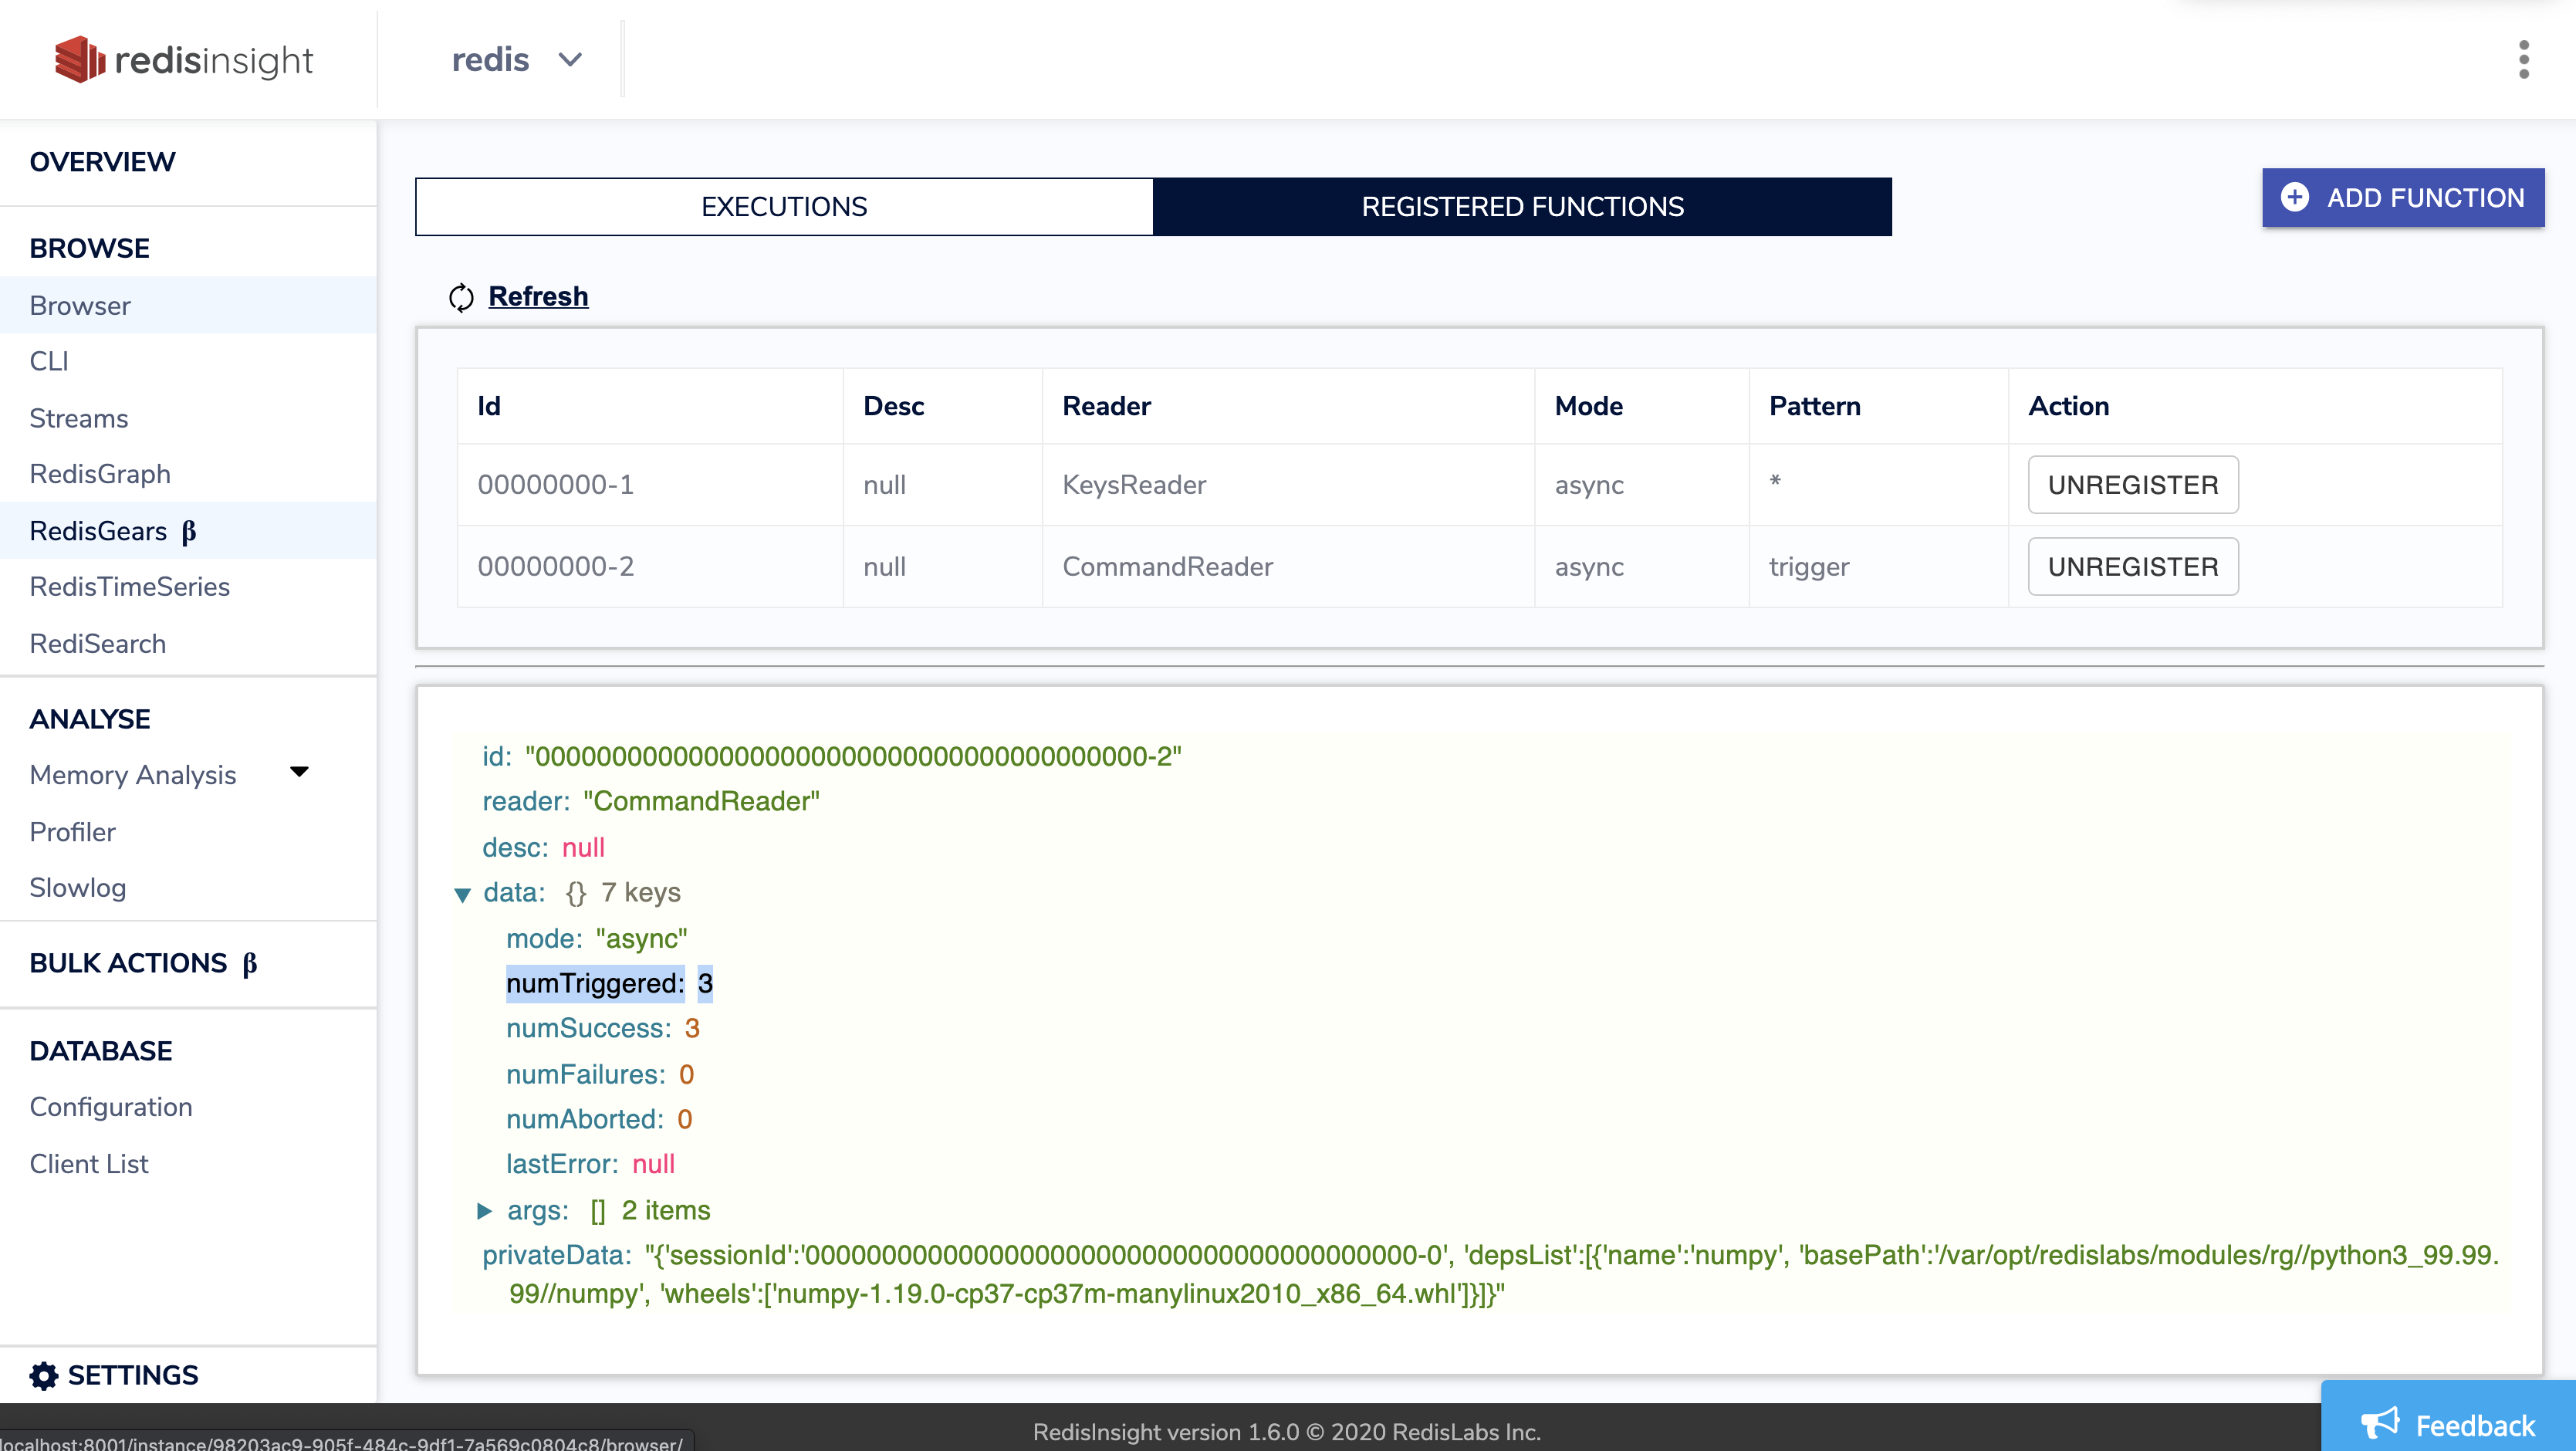 redisinsight
redis
OVERVIEW
BROWSE
Browser
CLI
Streams
RedisGraph
RedisGears β
RedisTimeSeries
RediSearch
ANALYSE
Memory Analysis
Profiler
Slowlog
BULK ACTIONS β
DATABASE
Configuration
Client List
SETTINGS
EXECUTIONS REGISTERED FUNCTIONS
ADD FUNCTION
Refresh
Id Desc Reader Mode Pattern Action
00000000-1 null KeysReader async * UNREGISTER
00000000-2 null CommandReader async trigger UNREGISTER
id: "0000000000000000000000000000000000000000-2"
reader: "CommandReader"
desc: null
data: {} 7 keys
mode: "async"
numTriggered: 3
numSuccess: 3
numFailures: 0
numAborted: 0
lastError: null
args: [] 2 items
privateData: "{'sessionId':'0000000000000000000000000000000000000000-0', 'depsList':[{'name':'numpy', 'basePath':'/var/opt/redislabs/modules/rg//python3_99.99.
99//numpy', 'wheels':['numpy-1.19.0-cp37-cp37m-manylinux2010_x86_64.whl']}]}"
RedisInsight version 1.6.0 © 2020 RedisLabs Inc.
Feedback
localhost:8001/instance/98203ac9-905f-484c-9df1-7a569c0804c8/browser/